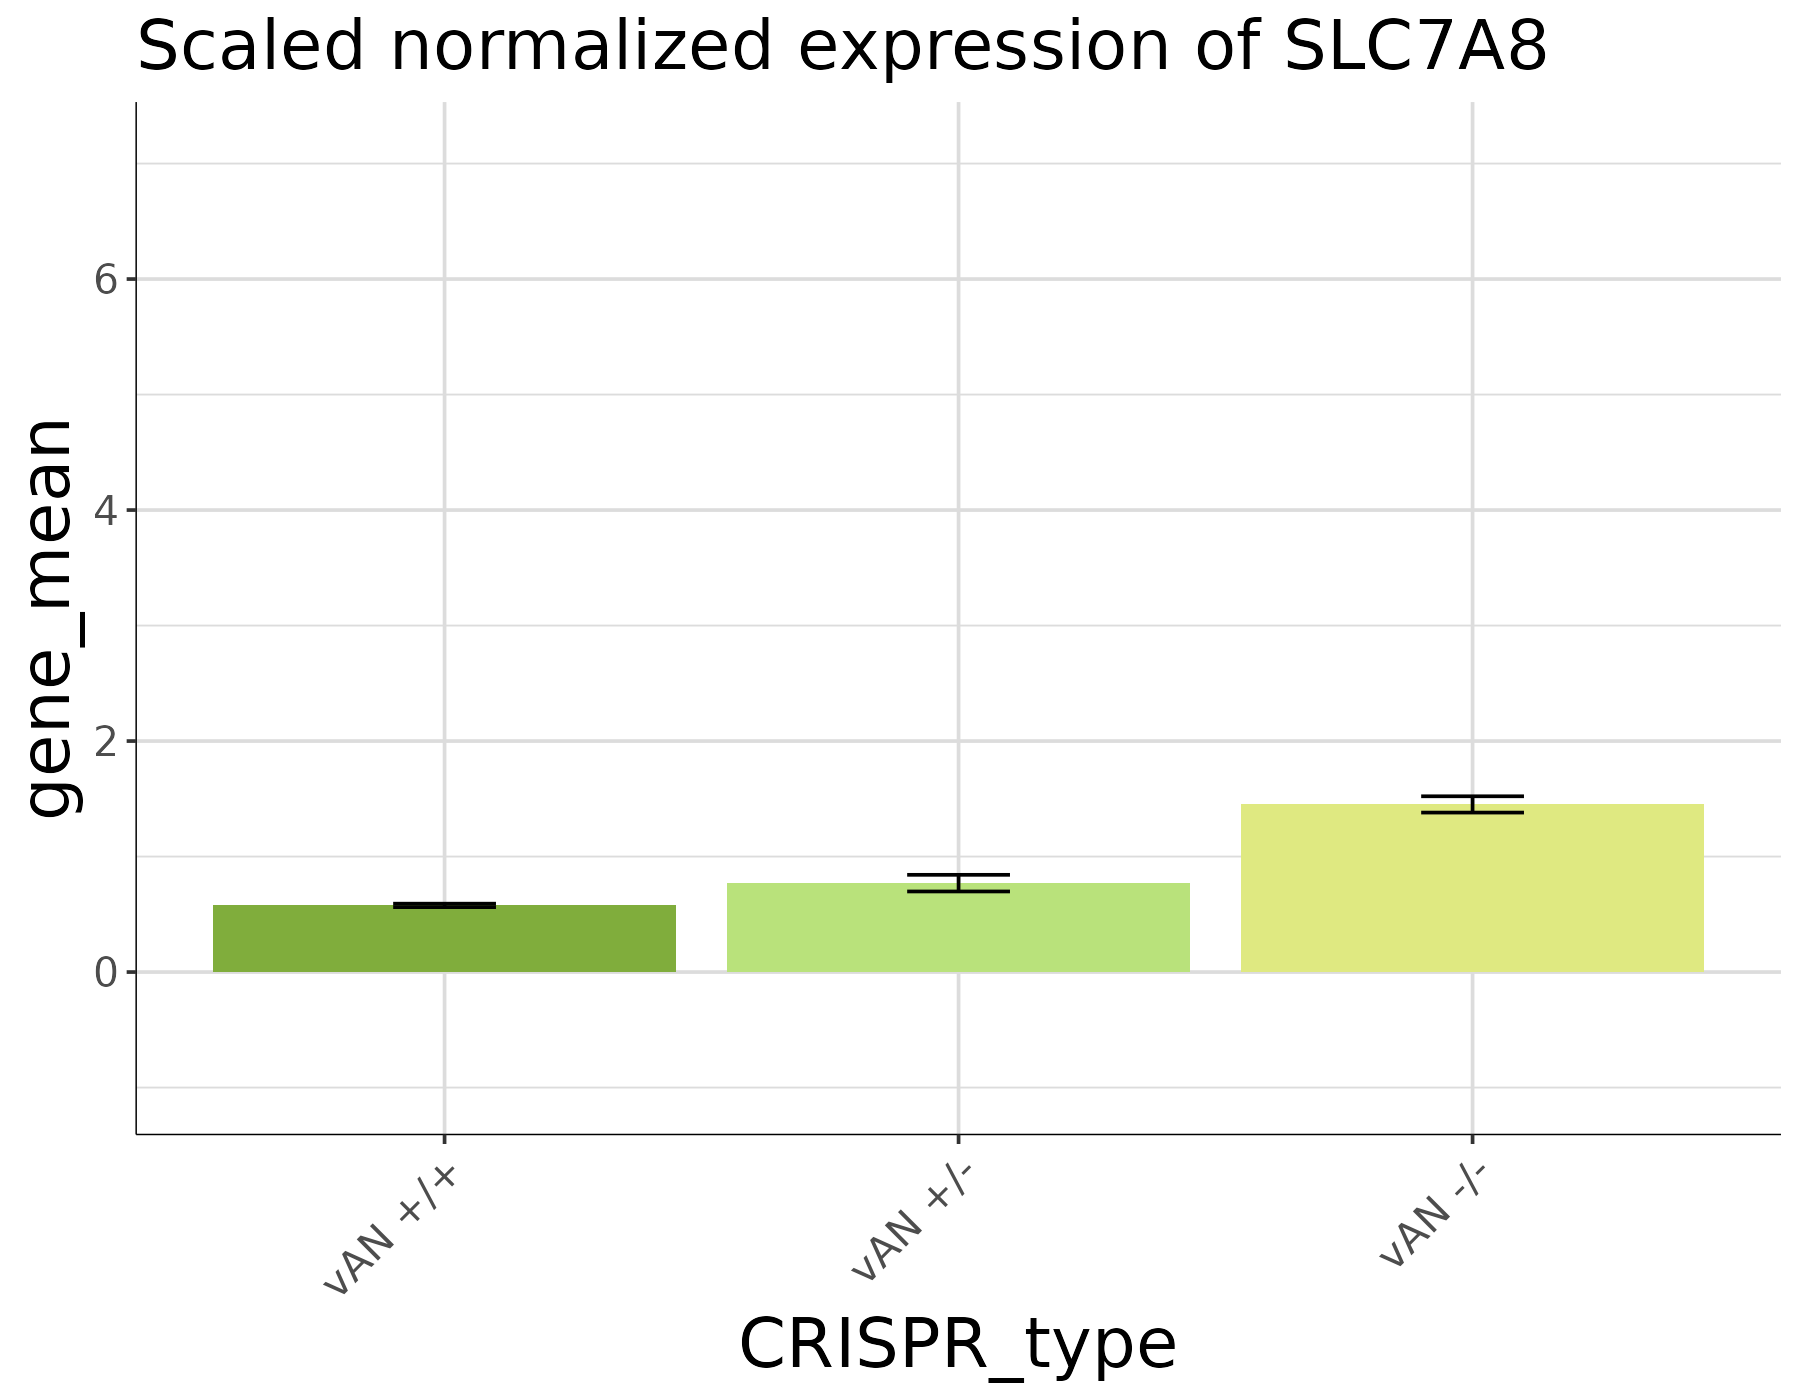 Scaled normalized expression of SLC7A8
gene_mean
6
4
2
0
vAN +/+
vAN +/-
vAN -/-
CRISPR_type